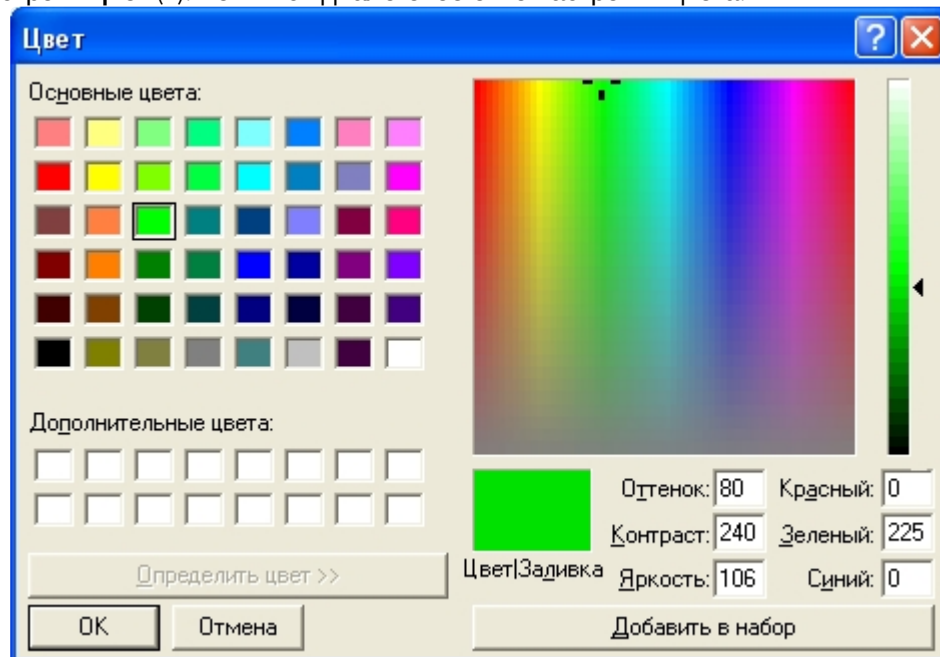 Цвет
Основные цвета:
Дополнительные цвета:
Определить цвет >>
OK Отмена
Цвет|Заливка
Оттенок: 80 Красный: 0
Контраст: 240 Зеленый: 225
Яркость: 106 Синий: 0
Добавить в набор